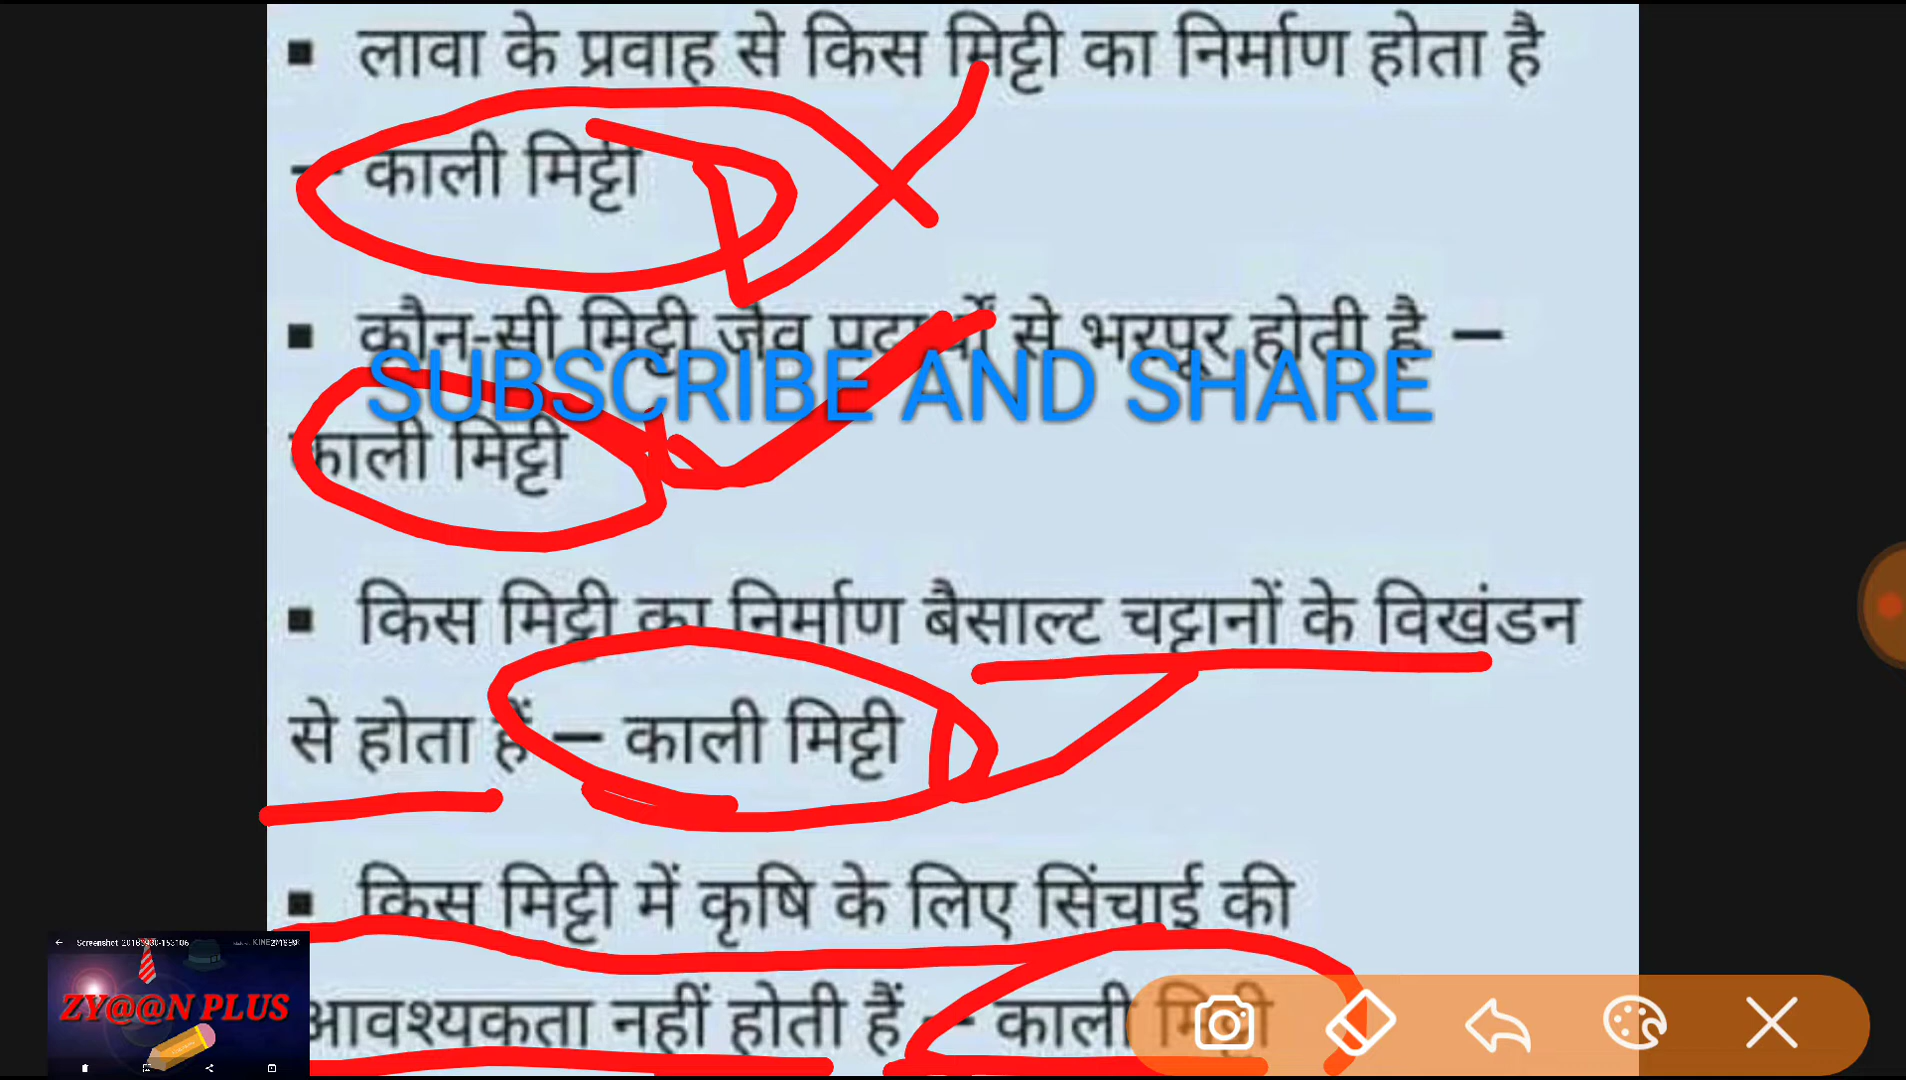 ▪ लावा के प्रवाह से किस मिट्टी का निर्माण होता है
– काली मिट्टी
▪ कौन-सी मिट्टी जैव पदार्थों से भरपूर होती है –
SUBSCRIBE AND SHARE
काली मिट्टी
▪ किस मिट्टी का निर्माण बैसाल्ट चट्टानों के विखंडन
से होता हैं – काली मिट्टी
▪ किस मिट्टी में कृषि के लिए सिंचाई की
आवश्यकता नहीं होती हैं – काली मिट्टी
ZY@@N PLUS